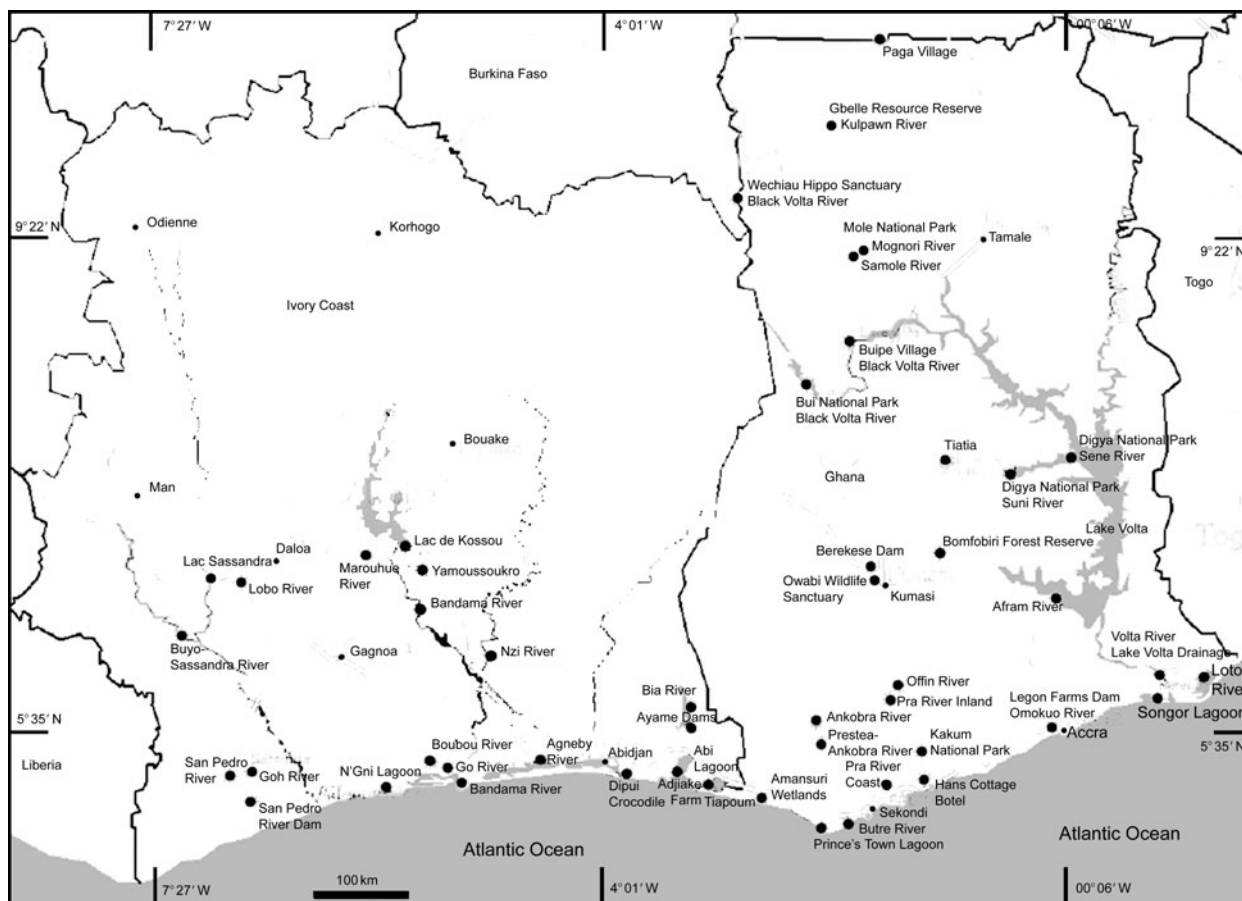 7° 27′ W
4° 01′ W
00° 06′ W
Paga Village
Burkina Faso
Gbelle Resource Reserve
Kulpawn River
Wechiau Hippo Sanctuary
Black Volta River
Odienne
Korhogo
9° 22′ N
Mole National Park
Mognori River
Samole River
Tamale
9° 22′ N
Togo
Ivory Coast
Buipe Village
Black Volta River
Bui National Park
Black Volta River
Bouake
Tiatia
Digya National Park
Sene River
Ghana
Digya National Park
Suni River
Man
Lake Volta
Lac de Kossou
Bomfobiri Forest Reserve
Daloa
Lac Sassandra
Lobo River
Marouhue
River
Yamoussoukro
Berekese Dam
Owabi Wildlife
Sanctuary
Kumasi
Bandama River
Afram River
Buyo-
Sassandra River
Gagnoa
Nzi River
Volta River
Lake Volta Drainage
Loto
River
Songor Lagoon
Bia River
Ayame Dams
Offin River
Pra River Inland
Legon Farms Dam
Omokuo River
Accra
5° 35′ N
Ankobra River
Prestea-
Ankobra River
Kakum
National Park
5° 35′ N
Liberia
San Pedro
River
Goh River
San Pedro
River Dam
N'Gni Lagoon
Boubou River
Go River
Bandama River
Agneby
River
Abidjan
Dipui
Crocodile
Farm
Abi
Lagoon
Adjiake
Tiapoum
Amansuri
Wetlands
Pra River
Coast
Hans Cottage
Botel
Sekondi
Butre River
Prince's Town Lagoon
Atlantic Ocean
Atlantic Ocean
7° 27′ W
100 km
4° 01′ W
00° 06′ W